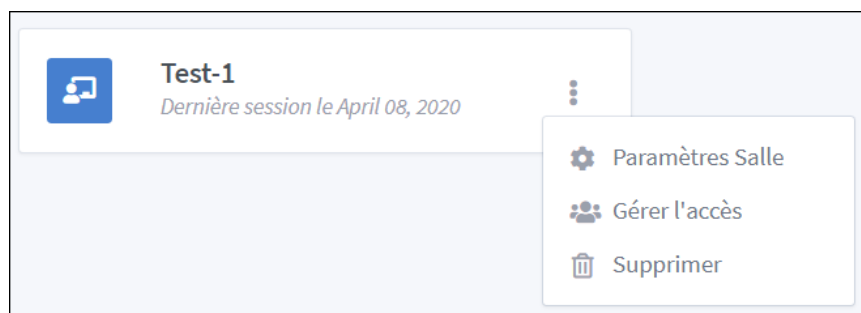 Test-1
Dernière session le April 08, 2020
Paramètres Salle
Gérer l'accès
Supprimer